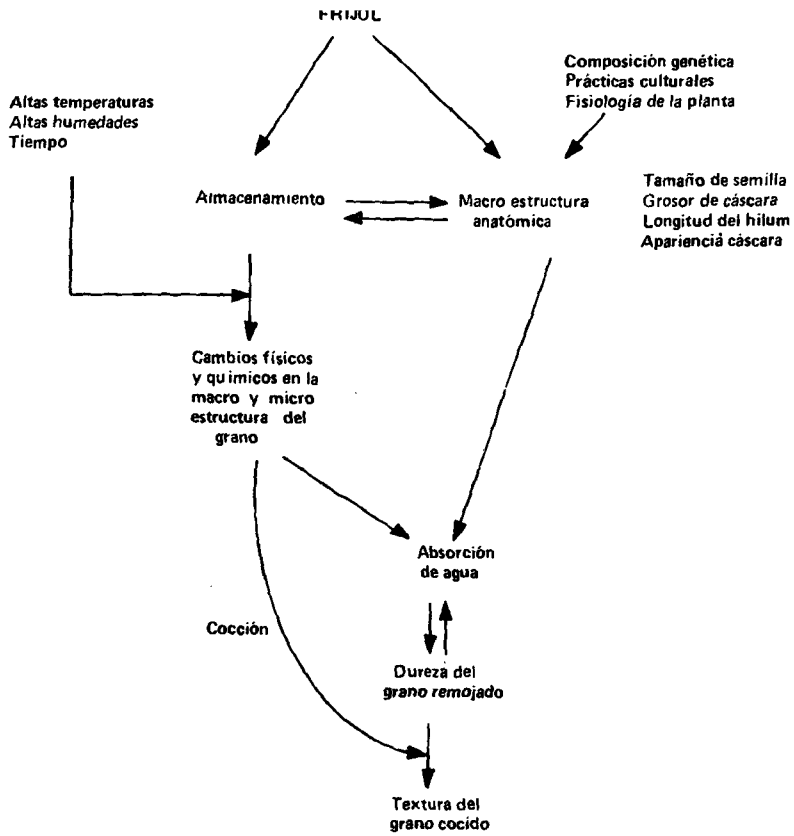 FRIJOL
Composición genética
Prácticas culturales
Fisiología de la planta
Altas temperaturas
Altas humedades
Tiempo
Almacenamiento
Macro estructura
anatómica
Tamaño de semilla
Grosor de cáscara
Longitud del hilum
Apariencia cáscara
Cambios físicos
y químicos en la
macro y micro
estructura del
grano
Absorción
de agua
Cocción
Dureza del
grano remojado
Textura del
grano cocido